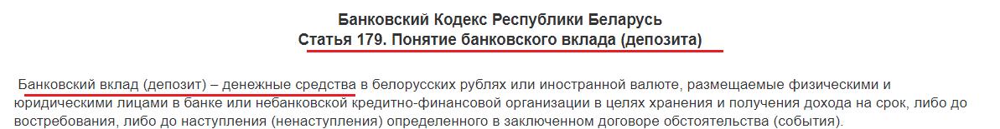 Банковский Кодекс Республики Беларусь
Статья 179. Понятие банковского вклада (депозита)
Банковский вклад (депозит) – денежные средства в белорусских рублях или иностранной валюте, размещаемые физическими и
юридическими лицами в банке или небанковской кредитно-финансовой организации в целях хранения и получения дохода на срок, либо до
востребования, либо до наступления (ненаступления) определенного в заключенном договоре обстоятельства (события).